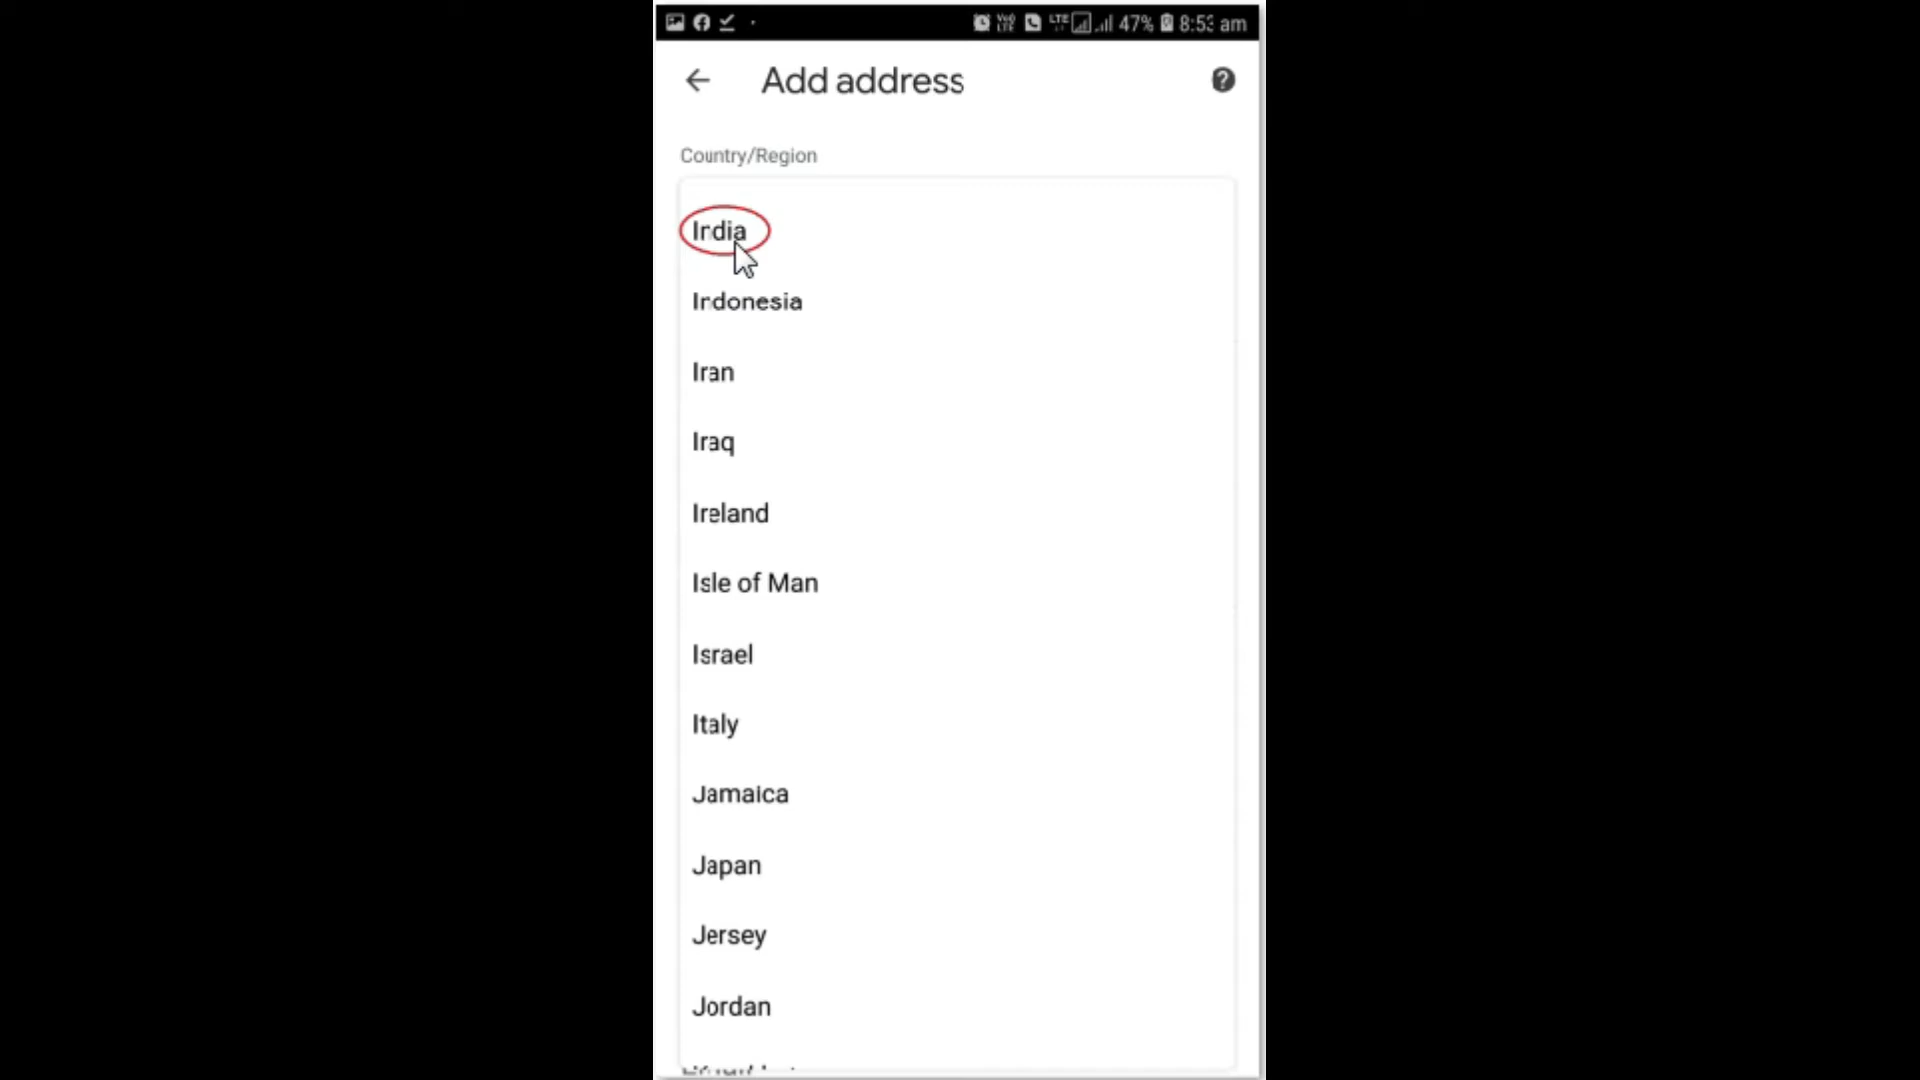 47% 8:53 am
Add address
Country/Region
India
Indonesia
Iran
Iraq
Ireland
Isle of Man
Israel
Italy
Jamaica
Japan
Jersey
Jordan